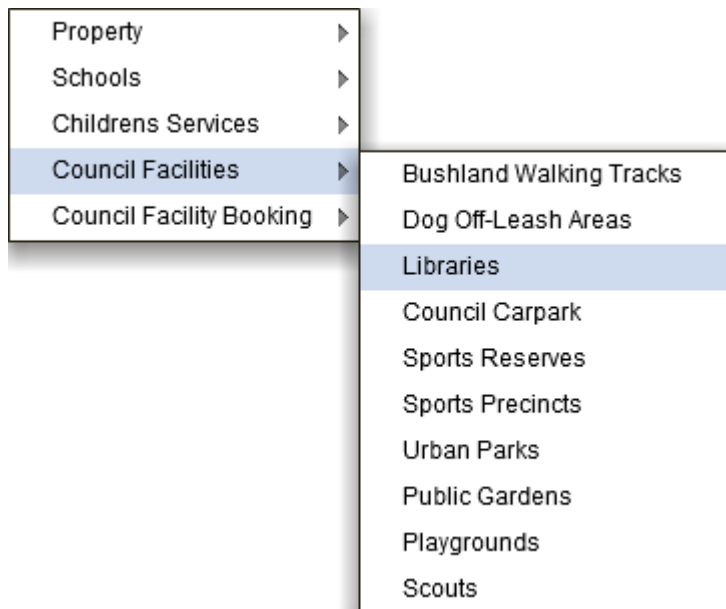 Property
Schools
Childrens Services
Council Facilities
Council Facility Booking
Bushland Walking Tracks
Dog Off-Leash Areas
Libraries
Council Carpark
Sports Reserves
Sports Precincts
Urban Parks
Public Gardens
Playgrounds
Scouts